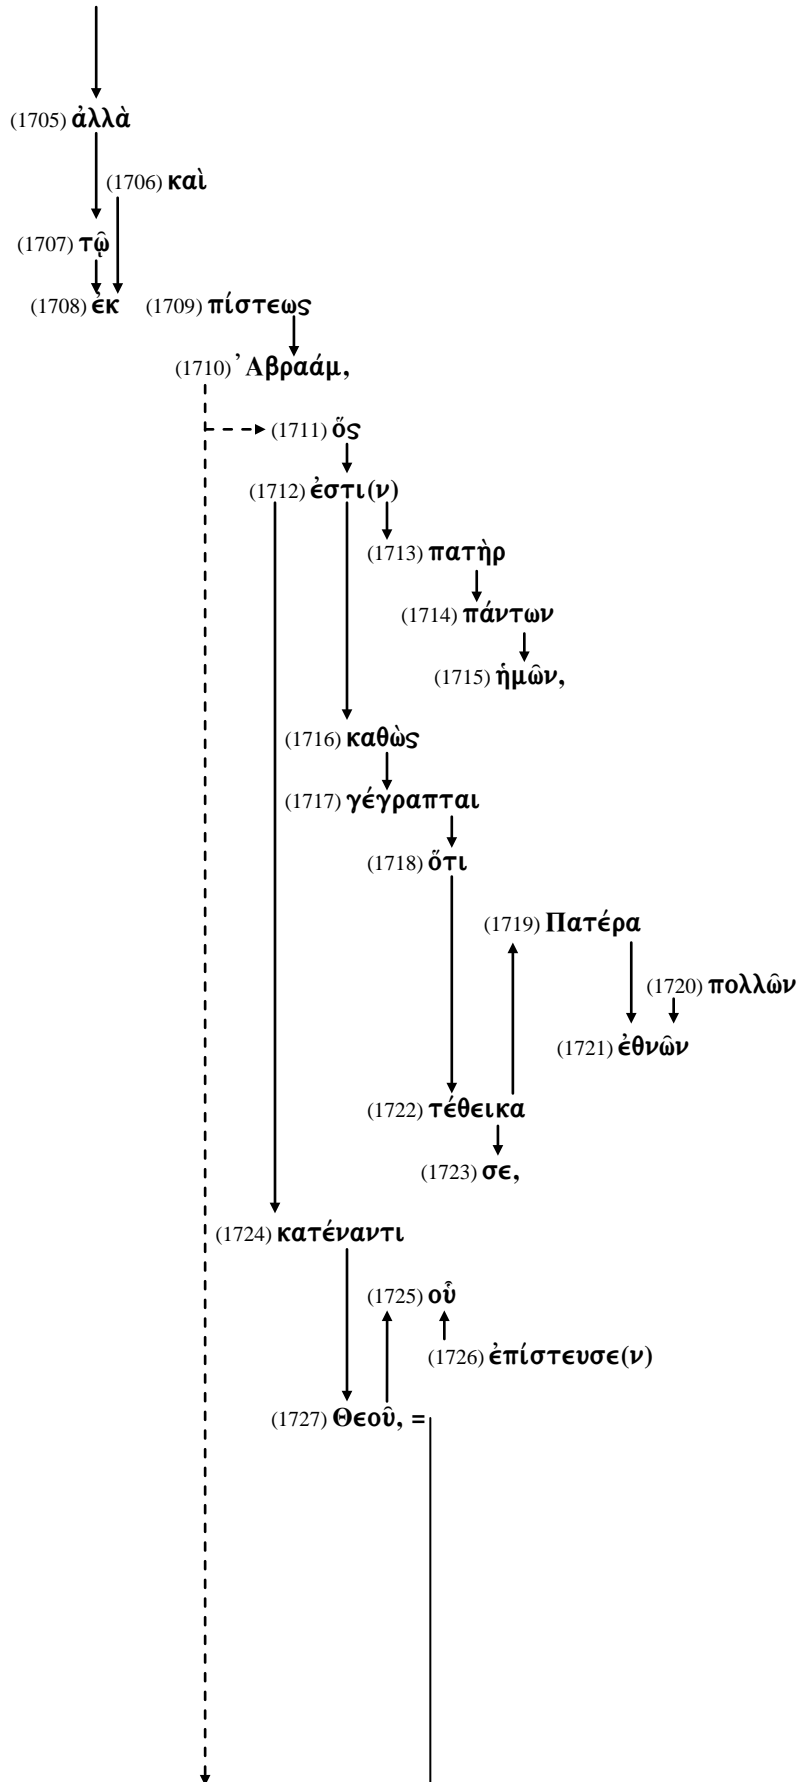 (1705) ἀλλὰ
(1706) καὶ
(1707) τῷ
(1708) ἐκ (1709) πίστεως
(1710) Ἀβραάμ,
(1711) ὅς
(1712) ἐστι(ν)
(1713) πατὴρ
(1714) πάντων
(1715) ἡμῶν,
(1716) καθὼς
(1717) γέγραπται
(1718) ὅτι
(1719) Πατέρα
(1720) πολλῶν
(1721) ἐθνῶν
(1722) τέθεικα
(1723) σε,
(1724) κατέναντι
(1725) οὗ
(1726) ἐπίστευσε(ν)
(1727) Θεοῦ, =